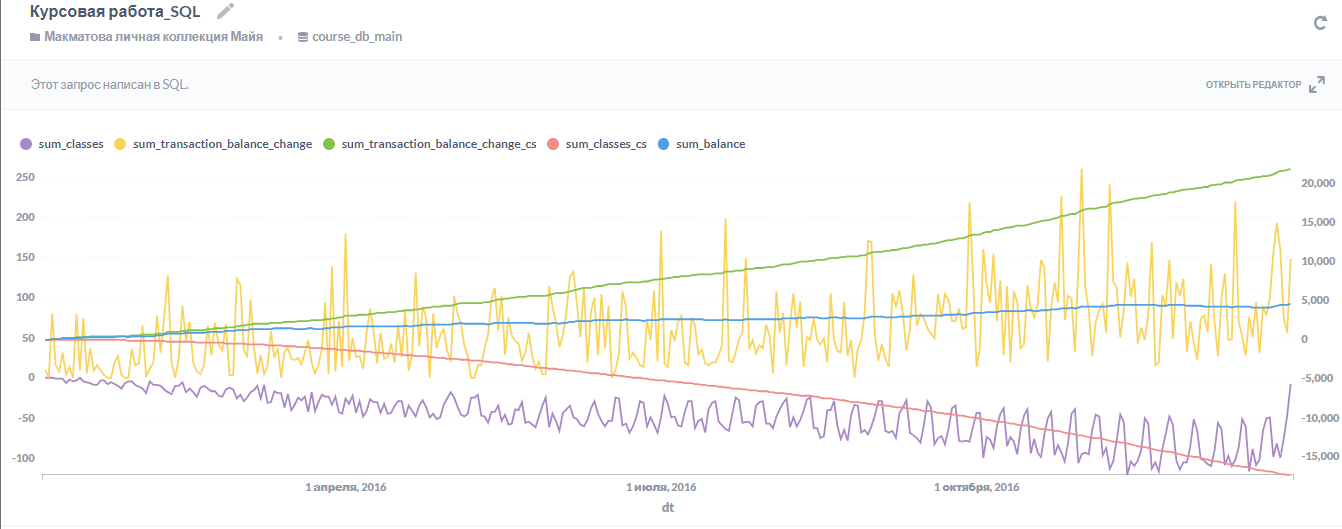 Курсовая работа_SQL
Макматова личная коллекция Майя • course_db_main
Этот запрос написан в SQL.
ОТКРЫТЬ РЕДАКТОР
sum_classes sum_transaction_balance_change sum_transaction_balance_change_cs sum_classes_cs sum_balance
250
200
150
100
50
0
-50
-100
20,000
15,000
10,000
5,000
0
-5,000
-10,000
-15,000
1 апреля, 2016 1 июля, 2016 1 октября, 2016
dt